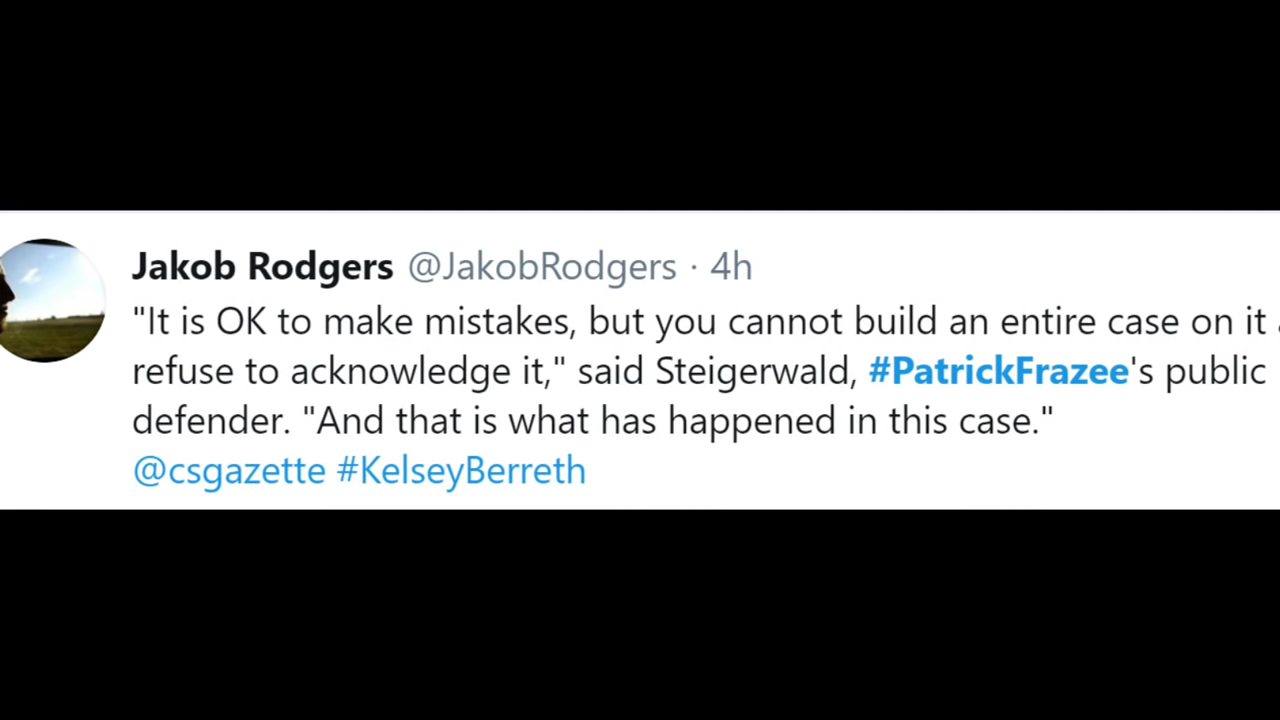 Jakob Rodgers @JakobRodgers · 4h
"It is OK to make mistakes, but you cannot build an entire case on it
refuse to acknowledge it," said Steigerwald, #PatrickFrazee's public
defender. "And that is what has happened in this case."
@csgazette #KelseyBerreth